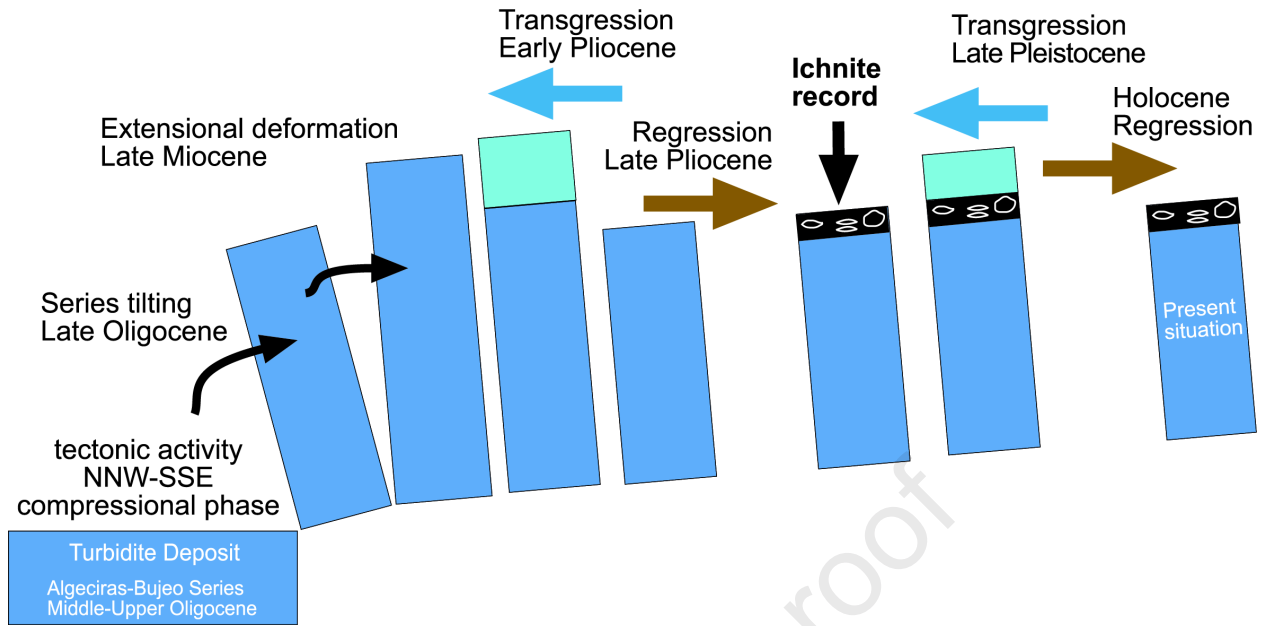 Transgression
Early Pliocene
Transgression
Late Pleistocene
Ichnite
record
Holocene
Regression
Extensional deformation
Late Miocene
Regression
Late Pliocene
Series tilting
Late Oligocene
Present
situation
tectonic activity
NNW-SSE
compressional phase
Turbidite Deposit
Algeciras-Bujeo Series
Middle-Upper Oligocene
roof